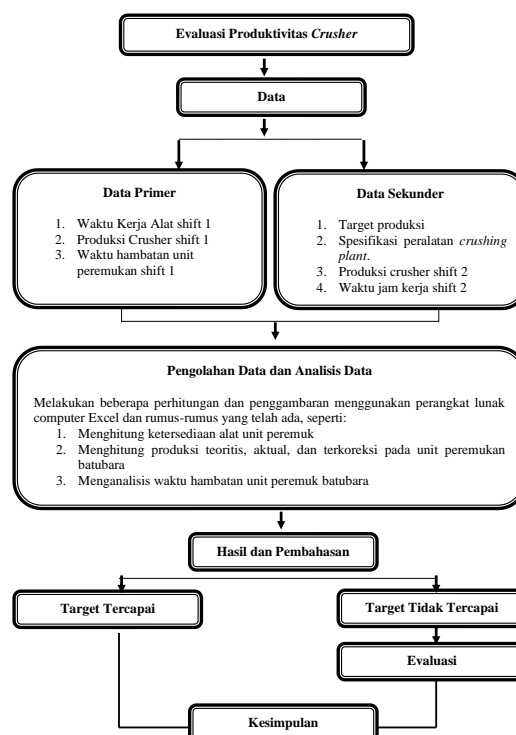 Evaluasi Produktivitas Crusher
Data
Data Primer
1. Waktu Kerja Alat shift 1
2. Produksi Crusher shift 1
3. Waktu hambatan unit
peremukan shift 1
Data Sekunder
1. Target produksi
2. Spesifikasi peralatan crushing
plant.
3. Produksi crusher shift 2
4. Waktu jam kerja shift 2
Pengolahan Data dan Analisis Data
Melakukan beberapa perhitungan dan penggambaran menggunakan perangkat lunak
computer Excel dan rumus-rumus yang telah ada, seperti:
1. Menghitung ketersediaan alat unit peremuk
2. Menghitung produksi teoritis, aktual, dan terkoreksi pada unit peremukan
batubara
3. Menganalisis waktu hambatan unit peremuk batubara
Hasil dan Pembahasan
Target Tercapai
Target Tidak Tercapai
Evaluasi
Kesimpulan